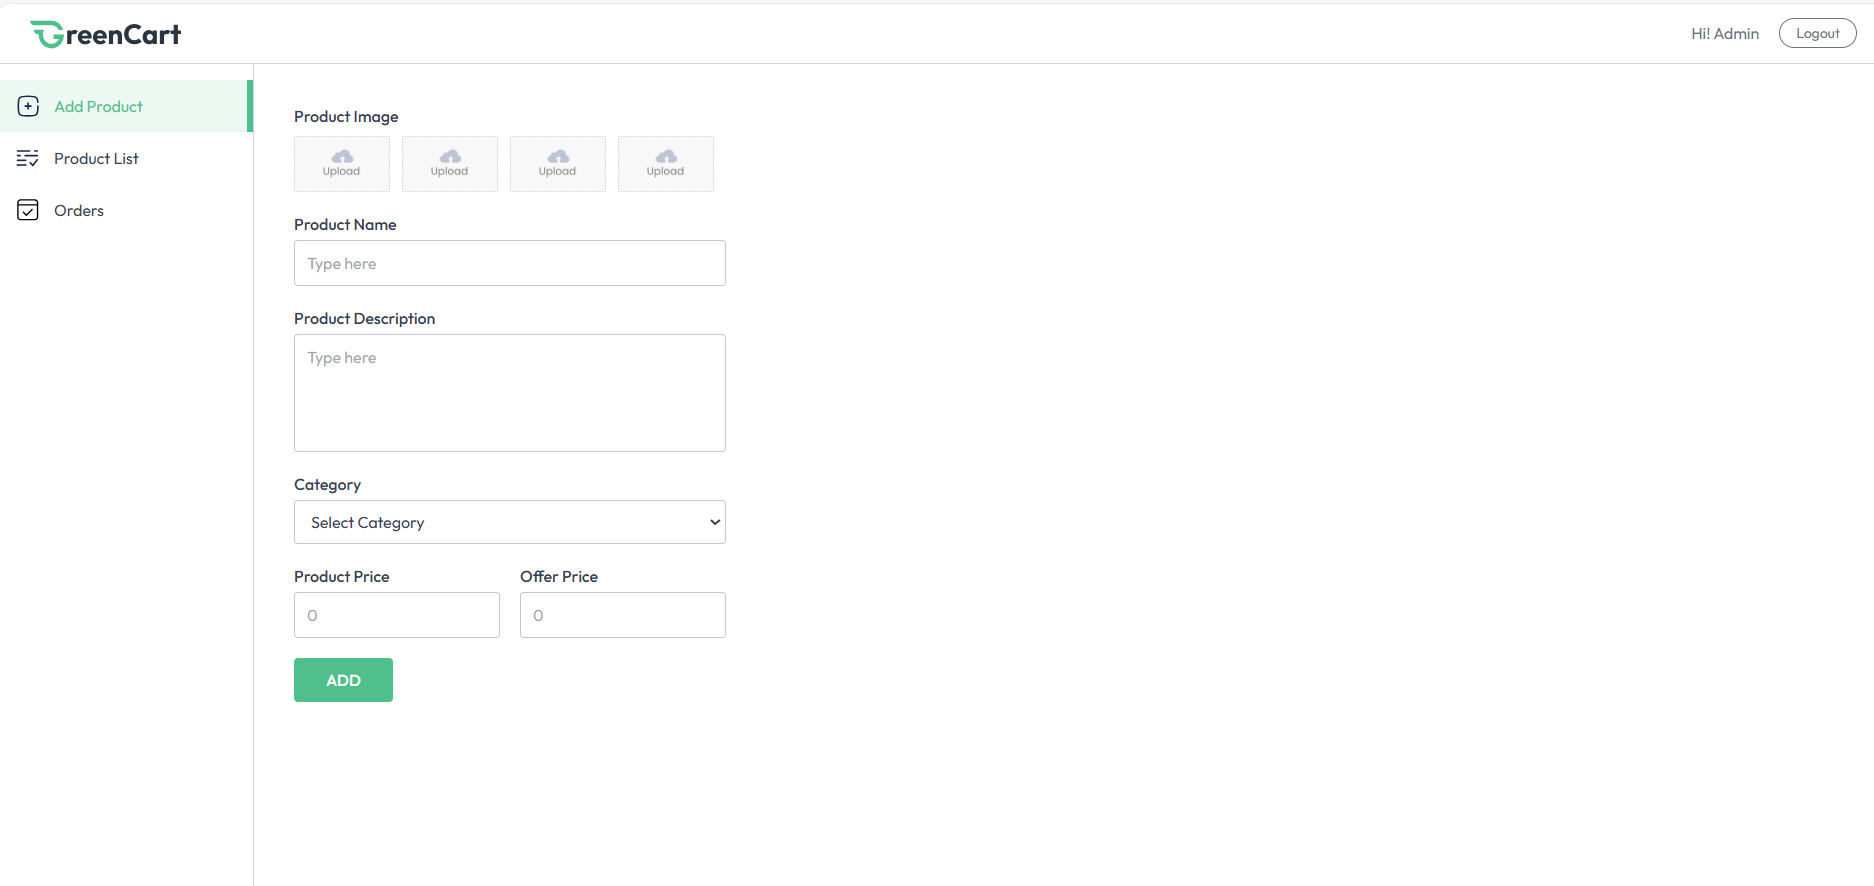 GreenCart
Hi! Admin
Logout
Add Product
Product List
Orders
Product Image
Upload Upload Upload Upload
Product Name
Type here
Product Description
Type here
Category
Select Category
Product Price Offer Price
0 0
ADD